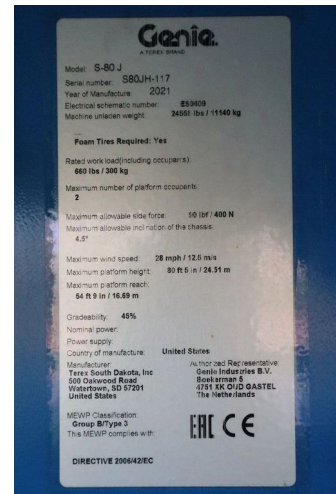 Genie.
A TEREX BRAND
Model: S-80 J
Serial number: S80JH-117
Year of Manufacture: 2021
Electrical schematic number:
Machine unladen weight: 24556 lbs / 11140 kg
Foam Tires Required: Yes
Rated work load(including occupants):
660 lbs / 300 kg
Maximum number of platform occupants:
2
Maximum allowable side force: 90 lbf / 400 N
Maximum allowable inclination of the chassis:
4.5°
Maximum wind speed: 28 mph / 12.5 m/s
Maximum platform height: 80 ft 5 in / 24.51 m
Maximum platform reach:
54 ft 9 in / 16.69 m
Gradeability: 45%
Nominal power:
Power supply:
Country of manufacture: United States
Manufacturer:
Terex South Dakota, Inc
500 Oakwood Road
Watertown, SD 57201
United States
Authorized Representative:
Genie Industries B.V.
Boekerman 5
4751 XK OUD GASTEL
The Netherlands
MEWP Classification:
Group B/Type 3
This MEWP complies with:
EAC CE
DIRECTIVE 2006/42/EC